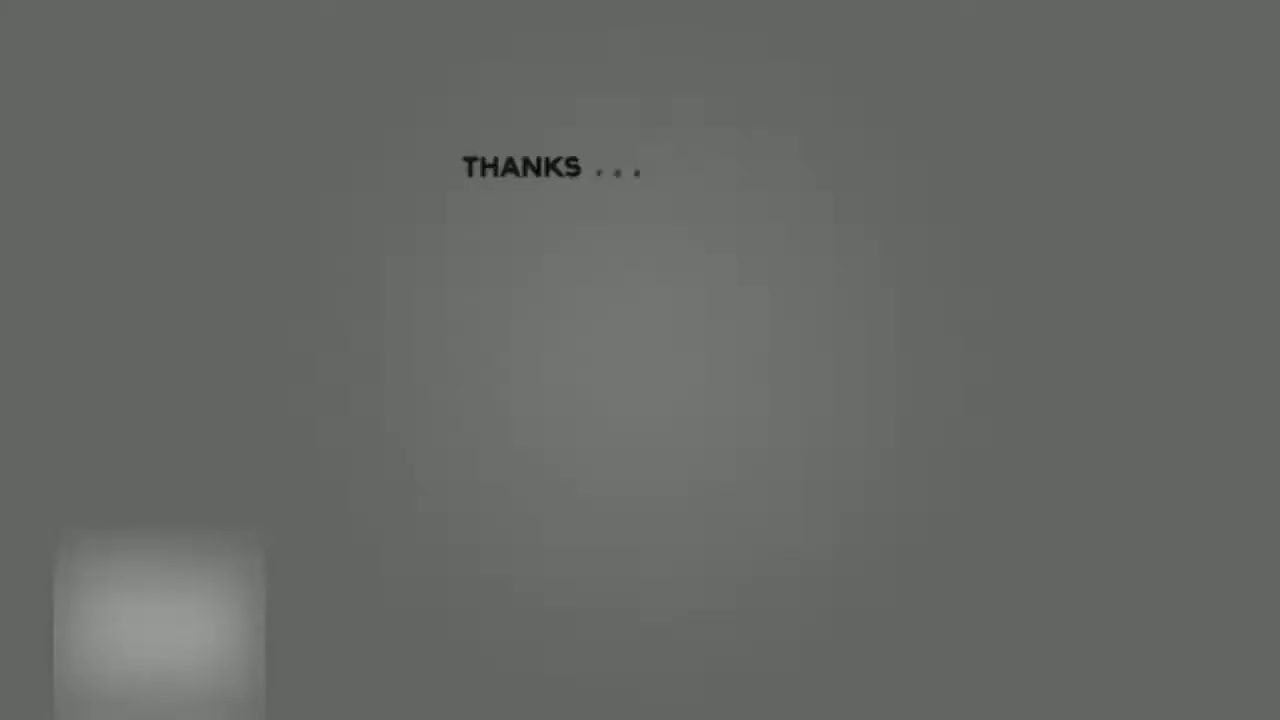 THANKS . . .